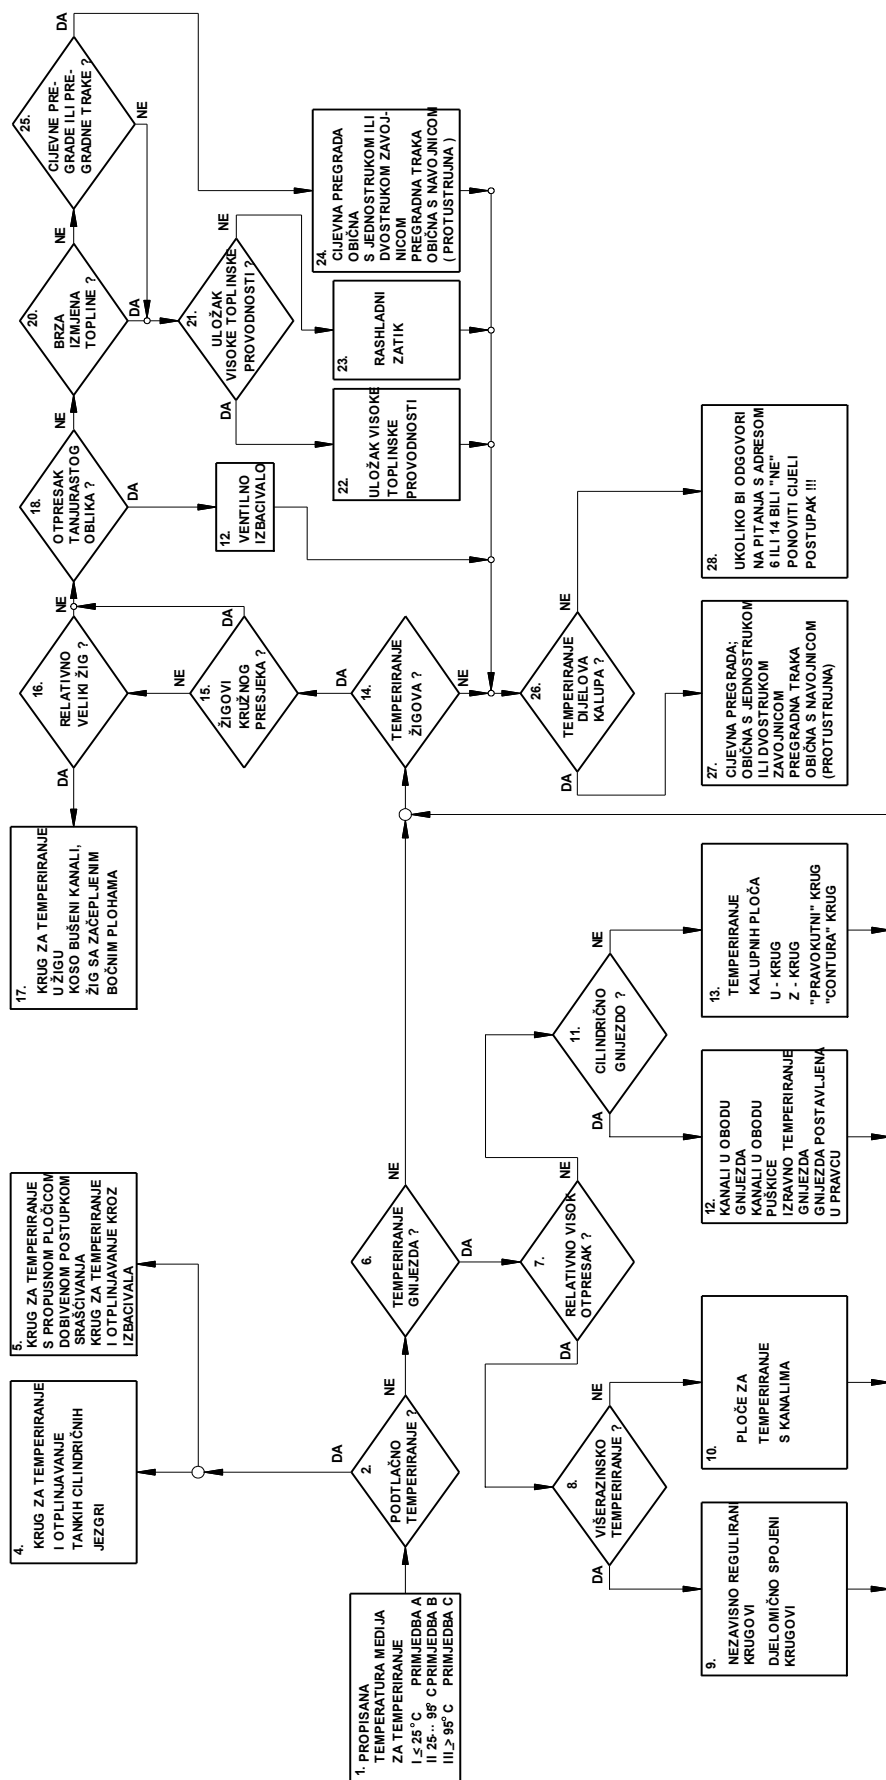 1. PROPISANA
TEMPERATURA MEDIJA
ZA TEMPERIRANJE
I ≤ 25° C PRIMJEDBA A
II 25·· 95° C PRIMJEDBA B
III ≥ 95° C PRIMJEDBA C
2.
PODTLAČNO
TEMPERIRANJE ?
DA
NE
4.
KRUG ZA TEMPERIRANJE
I OTPLINJAVANJE
TANKIH CILINDRIČNIH
JEZGRI
5.
KRUG ZA TEMPERIRANJE
S PROPUSNOM PLOČICOM
DOBIVENOM POSTUPKOM
SRAŠĆIVANJA
KRUG ZA TEMPERIRANJE
I OTPLINJAVANJE KROZ
IZBACIVALA
6.
TEMPERIRANJE
GNIJEZDA ?
NE
DA
7.
RELATIVNO VISOK
OTPRESAK ?
DA
NE
8.
VIŠERAZINSKO
TEMPERIRANJE ?
DA
NE
9.
NEZAVISNO REGULIRANI
KRUGOVI
DJELOMIČNO SPOJENI
KRUGOVI
10.
PLOČE ZA
TEMPERIRANJE
S KANALIMA
11.
CILINDRIČNO
GNIJEZDO ?
DA
NE
12.
KANALI U OBODU
GNIJEZDA
KANALI U OBODU
PUŠKICE
IZRAVNO TEMPERIRANJE
GNIJEZDA
GNIJEZDA POSTAVLJENA
U PRAVCU
13.
TEMPERIRANJE
KALUPNIH PLOČA
U - KRUG
Z - KRUG
"PRAVOKUTNI" KRUG
"CONTURA" KRUG
14.
TEMPERIRANJE
ŽIGOVA ?
DA
NE
15.
ŽIGOVI
KRUŽNOG
PRESJEKA ?
NE
DA
16.
RELATIVNO
VELIKI ŽIG ?
DA
NE
17.
KRUG ZA TEMPERIRANJE
U ŽIGU
KOSO BUŠENI KANALI,
ŽIG SA ZAČEPLJENIM
BOČNIM PLOHAMA
18.
OTPRESAK
TANJURASTOG
OBLIKA ?
NE
DA
12.
VENTILNO
IZBACIVALO
20.
BRZA
IZMJENA
TOPLINE ?
NE
DA
21.
ULOŽAK
VISOKE TOPLINSKE
PROVODNOSTI ?
DA
NE
22.
ULOŽAK VISOKE
TOPLINSKE
PROVODNOSTI
23.
RASHLADNI
ZATIK
24.
CIJEVNA PREGRADA
OBIČNA
S JEDNOSTRUKOM ILI
DVOSTRUKOM ZAVOJ-
NICOM
PREGRADNA TRAKA
OBIČNA S NAVOJNICOM
( PROTUSTRUJNA)
25.
CIJEVNE PRE-
GRADE ILI PRE-
GRADNE TRAKE ?
DA
NE
26.
TEMPERIRANJE
DIJELOVA
KALUPA ?
DA
NE
27.
CIJEVNA PREGRADA;
OBIČNA S JEDNOSTRUKOM
ILI DVOSTRUKOM
ZAVOJNICOM
PREGRADNA TRAKA
OBIČNA S NAVOJNICOM
(PROTUSTRUJNA)
28.
UKOLIKO BI ODGOVORI
NA PITANJA S ADRESOM
6 ILI 14 BILI "NE"
PONOVITI CIJELI
POSTUPAK !!!